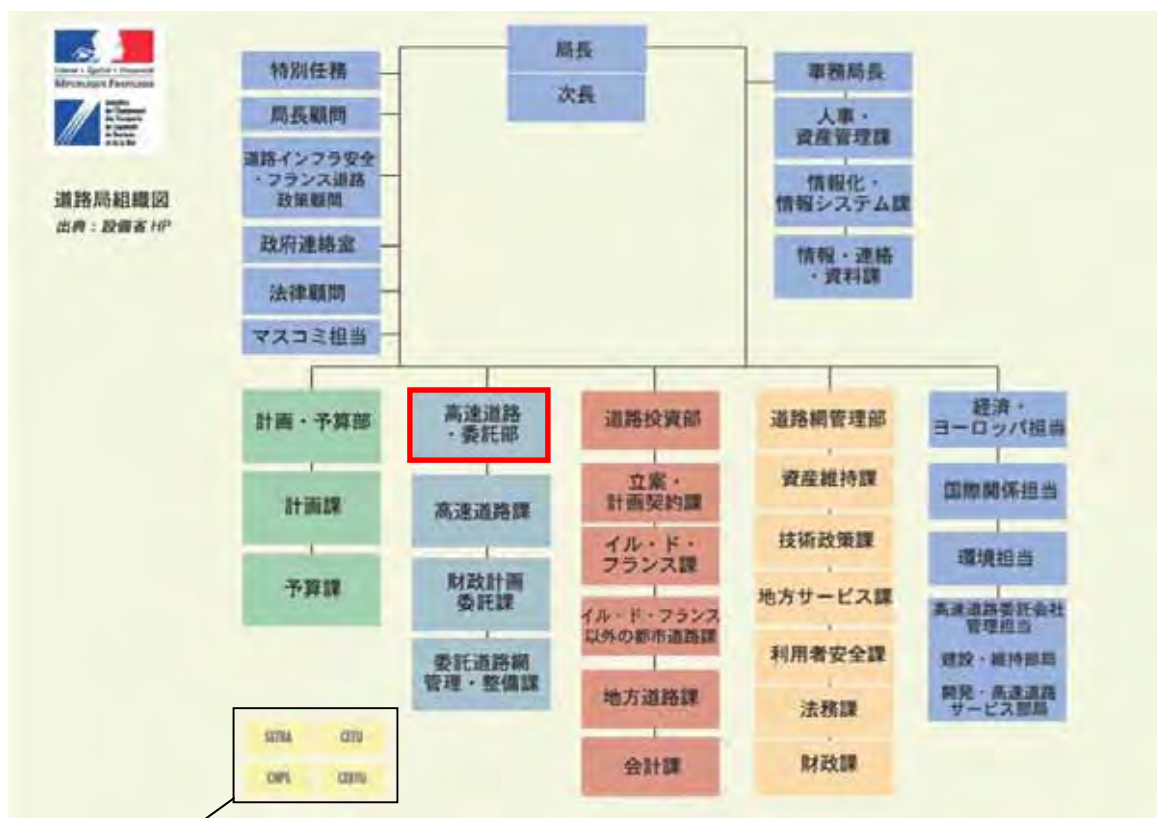 局長
次長
特別任務
局長顧問
道路インフラ安全
・フランス道路
政策顧問
政府連絡室
法律顧問
マスコミ担当
事務局長
人事・
資産管理課
情報化・
情報システム課
情報・連絡
・資料課
RÉPUBLIQUE FRANÇAISE
道路局組織図
出典：設備省 HP
計画・予算部
計画課
予算課
高速道路
・委託部
高速道路課
財政計画
委託課
委託道路網
管理・整備課
道路投資部
立案・
計画契約課
イル・ド・
フランス課
イル・ド・フランス
以外の都市道路課
地方道路課
会計課
道路網管理部
資産維持課
技術政策課
地方サービス課
利用者安全課
法務課
財政課
経済・
ヨーロッパ担当
国際関係担当
環境担当
高速道路委託会社
管理担当
建設・維持部局
開発・高速道路
サービス部局
SETRA CETU
CNPS CERTU